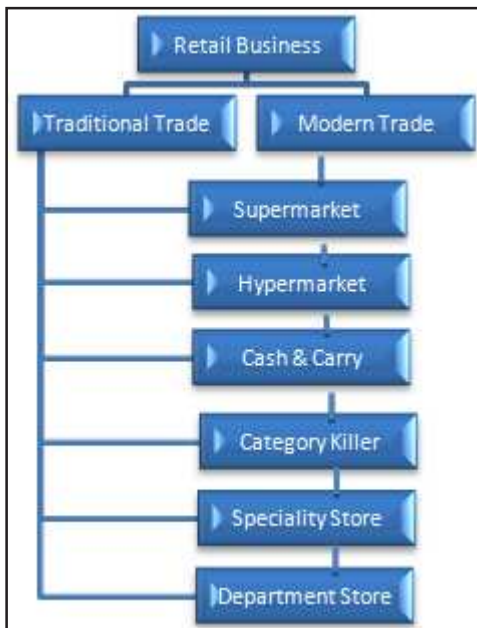 Retail Business
Traditional Trade
Modern Trade
Supermarket
Hypermarket
Cash & Carry
Category Killer
Speciality Store
Department Store